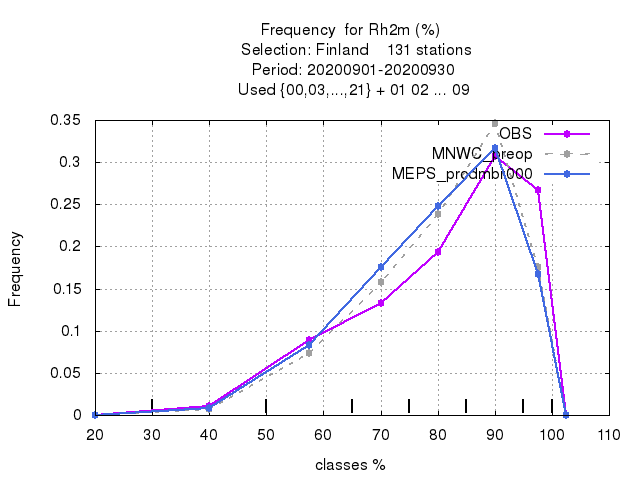 Frequency for Rh2m (%)
Selection: Finland 131 stations
Period: 20200901-20200930
Used {00,03,...,21} + 01 02 ... 09
0.35
0.3
0.25
0.2
0.15
0.1
0.05
0
Frequency
OBS
MNWC_preop
MEPS_prodmbr000
20 30 40 50 60 70 80 90 100 110
classes %